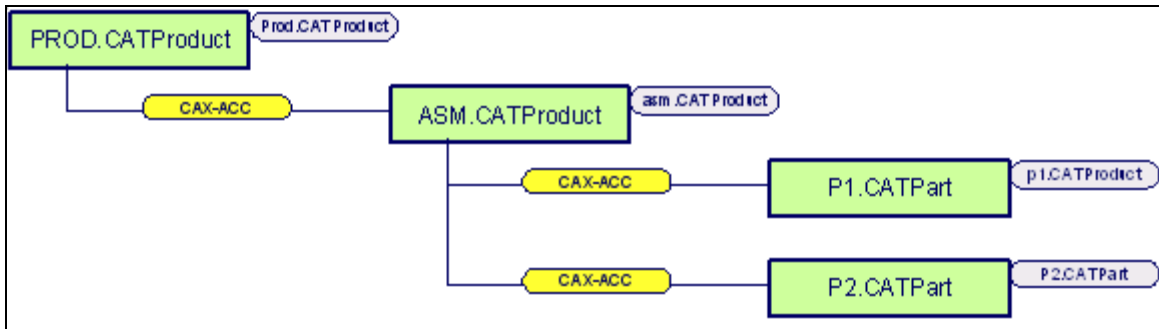 PROD.CATProduct
Prod.CATProduct
CAX-ACC
ASM.CATProduct
asm.CATProduct
CAX-ACC
P1.CATPart
p1.CATProduct
CAX-ACC
P2.CATPart
P2.CATPart